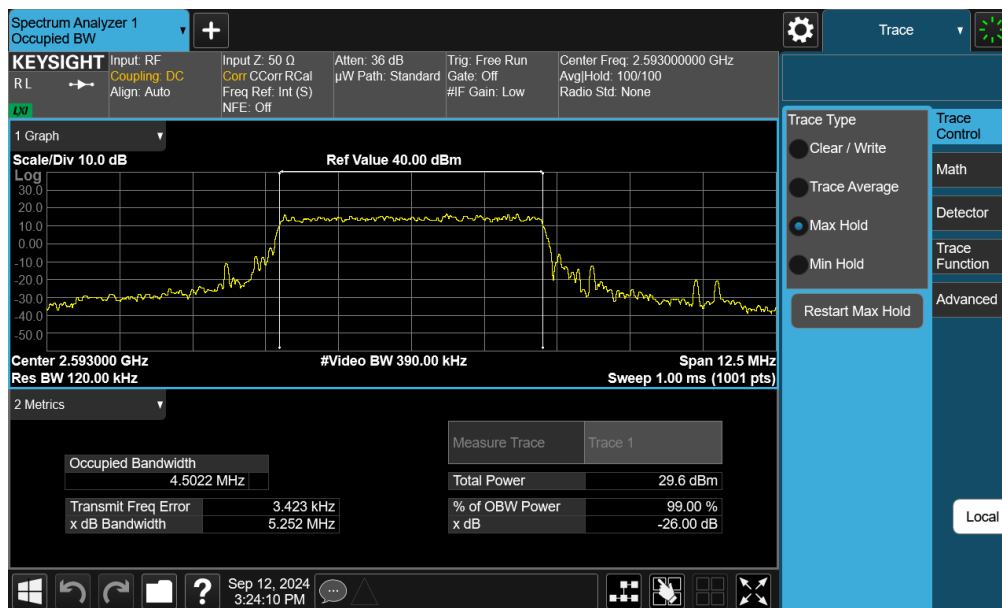 Spectrum Analyzer 1
Occupied BW
+
Trace
KEYSIGHT
R L
LXI
Input: RF
Coupling: DC
Align: Auto
Input Z: 50 Ω
Corr CCorr RCal
Freq Ref: Int (S)
NFE: Off
Atten: 36 dB
µW Path: Standard
Trig: Free Run
Gate: Off
#IF Gain: Low
Center Freq: 2.593000000 GHz
Avg|Hold: 100/100
Radio Std: None
1 Graph
Scale/Div 10.0 dB
Ref Value 40.00 dBm
Log
30.0
20.0
10.0
0.00
-10.0
-20.0
-30.0
-40.0
-50.0
Center 2.593000 GHz
#Video BW 390.00 kHz
Span 12.5 MHz
Res BW 120.00 kHz
Sweep 1.00 ms (1001 pts)
2 Metrics
Measure Trace Trace 1
Occupied Bandwidth
4.5022 MHz
Total Power 29.6 dBm
Transmit Freq Error 3.423 kHz
% of OBW Power 99.00 %
x dB Bandwidth 5.252 MHz
x dB -26.00 dB
Trace Type
Clear / Write
Trace Average
Max Hold
Min Hold
Restart Max Hold
Trace
Control
Math
Detector
Trace
Function
Advanced
Local
?
Sep 12, 2024
3:24:10 PM